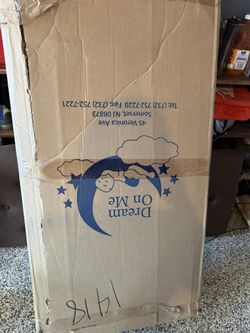 45 Veronica Ave
Somerset, NJ 08873
Tel: (732) 752-7220 Fax: (732) 752-7221
Dream
On Me
1418